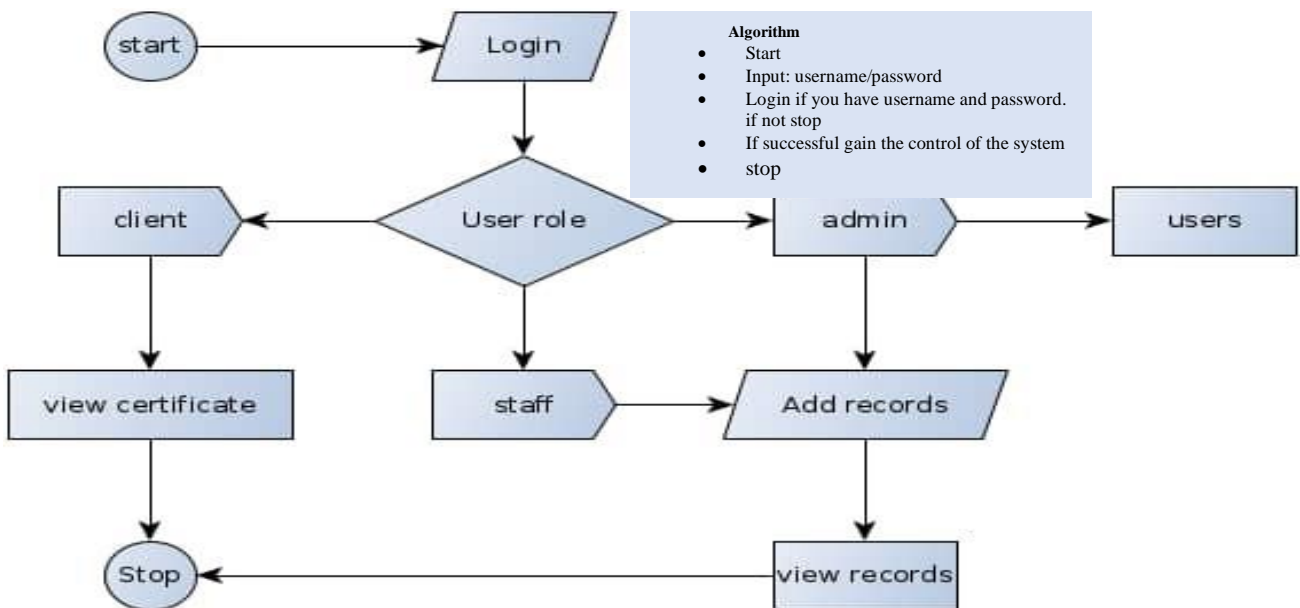 start
Login
Algorithm
• Start
• Input: username/password
• Login if you have username and password.
if not stop
• If successful gain the control of the system
• stop
client
User role
admin
users
view certificate
staff
Add records
Stop
view records